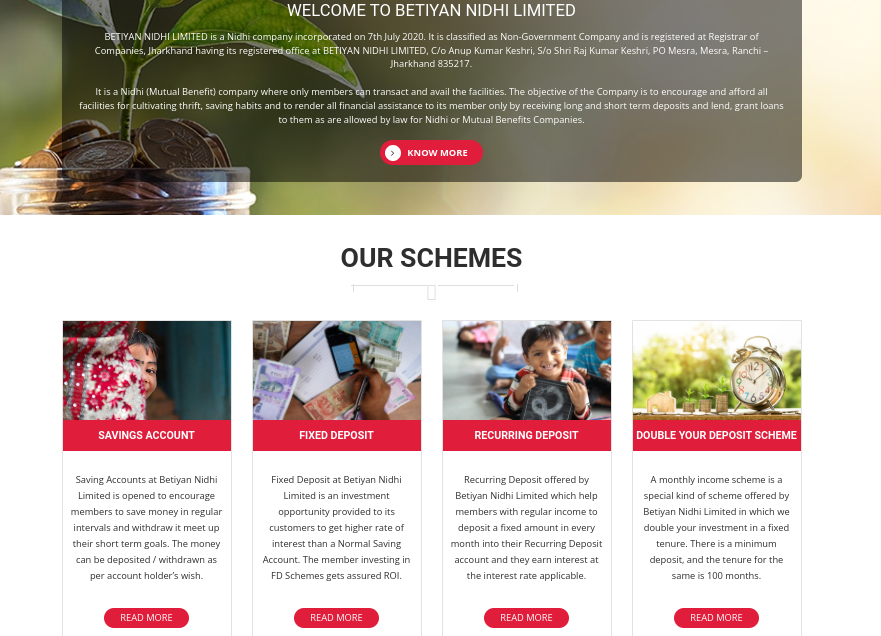 WELCOME TO BETIYAN NIDHI LIMITED
BETIYAN NIDHI LIMITED is a Nidhi company incorporated on 7th July 2020. It is classified as Non-Government Company and is registered at Registrar of
Companies, Jharkhand having its registered office at BETIYAN NIDHI LIMITED, C/o Anup Kumar Keshri, S/o Shri Raj Kumar Keshri, PO Mesra, Mesra, Ranchi –
Jharkhand 835217.
It is a Nidhi (Mutual Benefit) company where only members can transact and avail the facilities. The objective of the Company is to encourage and afford all
facilities for cultivating thrift, saving habits and to render all financial assistance to its member only by receiving long and short term deposits and lend, grant loans
to them as are allowed by law for Nidhi or Mutual Benefits Companies.
KNOW MORE
OUR SCHEMES
SAVINGS ACCOUNT
Saving Accounts at Betiyan Nidhi
Limited is opened to encourage
members to save money in regular
intervals and withdraw it meet up
their short term goals. The money
can be deposited / withdrawn as
per account holder’s wish.
READ MORE
FIXED DEPOSIT
Fixed Deposit at Betiyan Nidhi
Limited is an investment
opportunity provided to its
customers to get higher rate of
interest than a Normal Saving
Account. The member investing in
FD Schemes gets assured ROI.
READ MORE
RECURRING DEPOSIT
Recurring Deposit offered by
Betiyan Nidhi Limited which help
members with regular income to
deposit a fixed amount in every
month into their Recurring Deposit
account and they earn interest at
the interest rate applicable.
READ MORE
DOUBLE YOUR DEPOSIT SCHEME
A monthly income scheme is a
special kind of scheme offered by
Betiyan Nidhi Limited in which we
double your investment in a fixed
tenure. There is a minimum
deposit, and the tenure for the
same is 100 months.
READ MORE